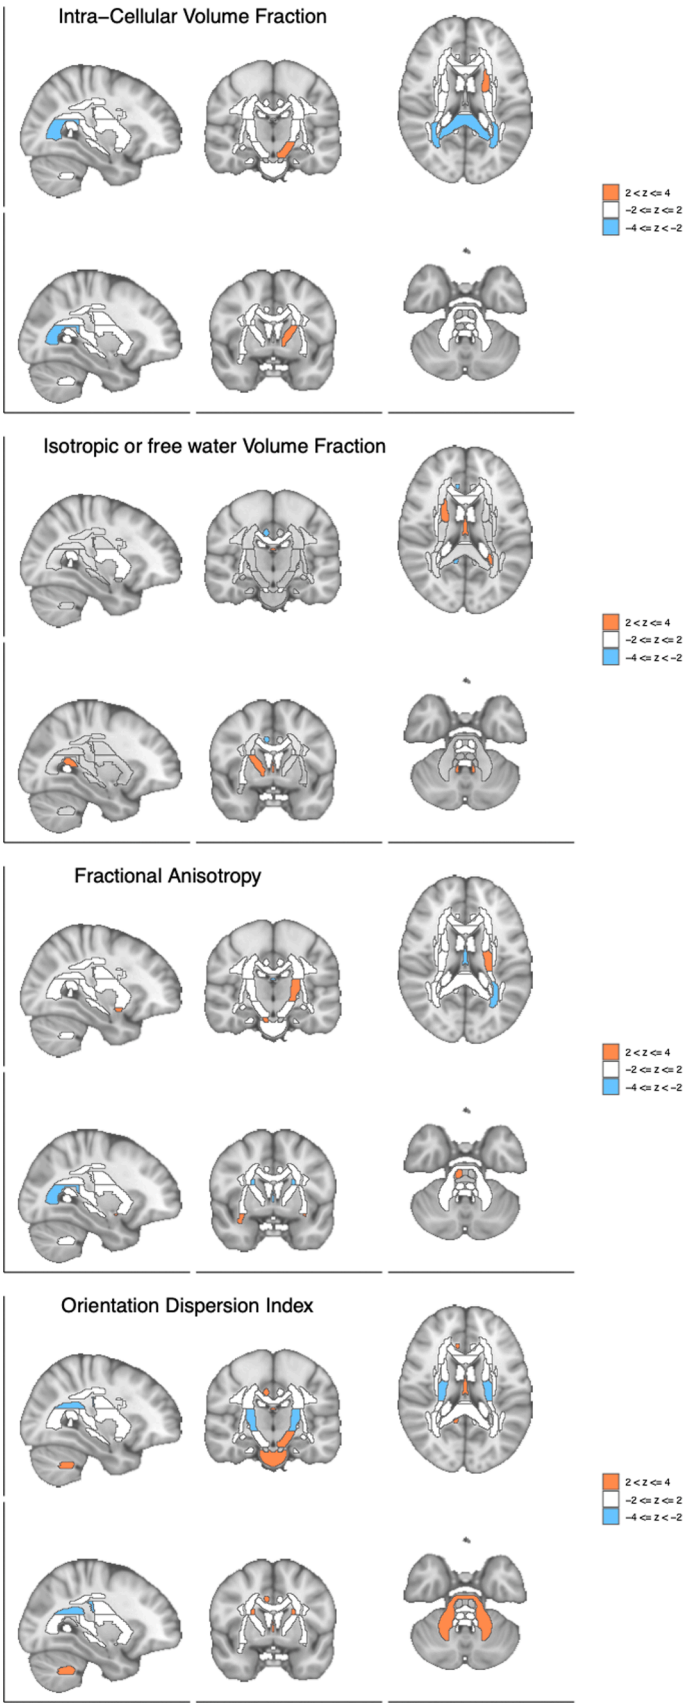 Intra-Cellular Volume Fraction
2 < z <= 4
-2 <= z <= 2
-4 <= z < -2
Isotropic or free water Volume Fraction
2 < z <= 4
-2 <= z <= 2
-4 <= z < -2
Fractional Anisotropy
2 < z <= 4
-2 <= z <= 2
-4 <= z < -2
Orientation Dispersion Index
2 < z <= 4
-2 <= z <= 2
-4 <= z < -2